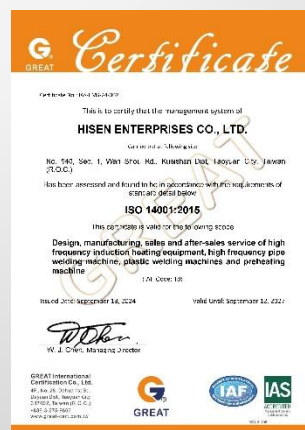 G
GREAT
Certificate
This is to certify that the management system of
HISEN ENTERPRISES CO., LTD.
No. 540, Sec. 1, Wan Shou Rd., Kueishan Dist., Taoyuan City, Taiwan
(R.O.C.)
Has been assessed and found to be in accordance with the requirements of
standard detail below
ISO 14001:2015
This certificate is valid for the following scope
Design, manufacturing, sales and after-sales service of high
frequency induction heating equipment, high frequency pipe
welding machine, plastic welding machines and preheating
machine
Issued Date: September 13, 2024
Valid Until: September 12, 2027
W. J. Chen, Managing Director
GREAT International
Certification Co., Ltd.
G
GREAT
IAF
IAS
ACCREDITED
GREAT